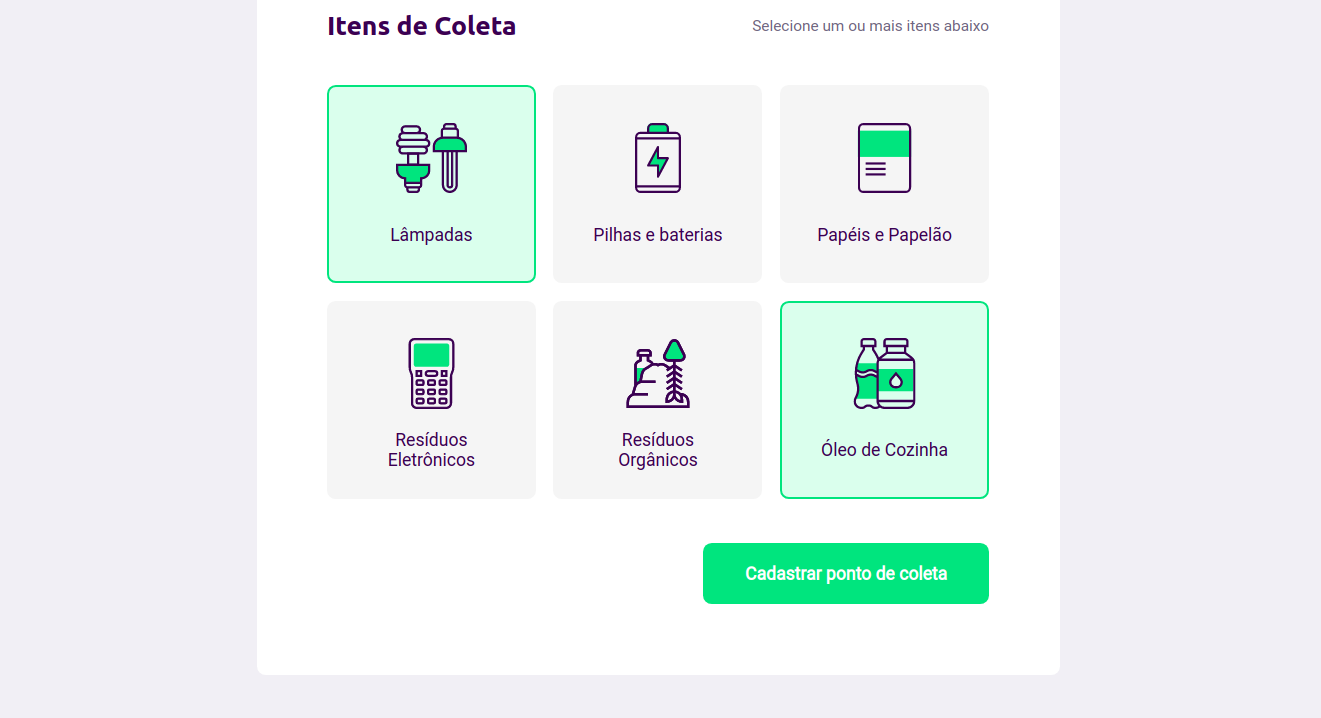 Itens de Coleta
Selecione um ou mais itens abaixo
Lâmpadas
Pilhas e baterias
Papéis e Papelão
Resíduos
Eletrônicos
Resíduos
Orgânicos
Óleo de Cozinha
Cadastrar ponto de coleta